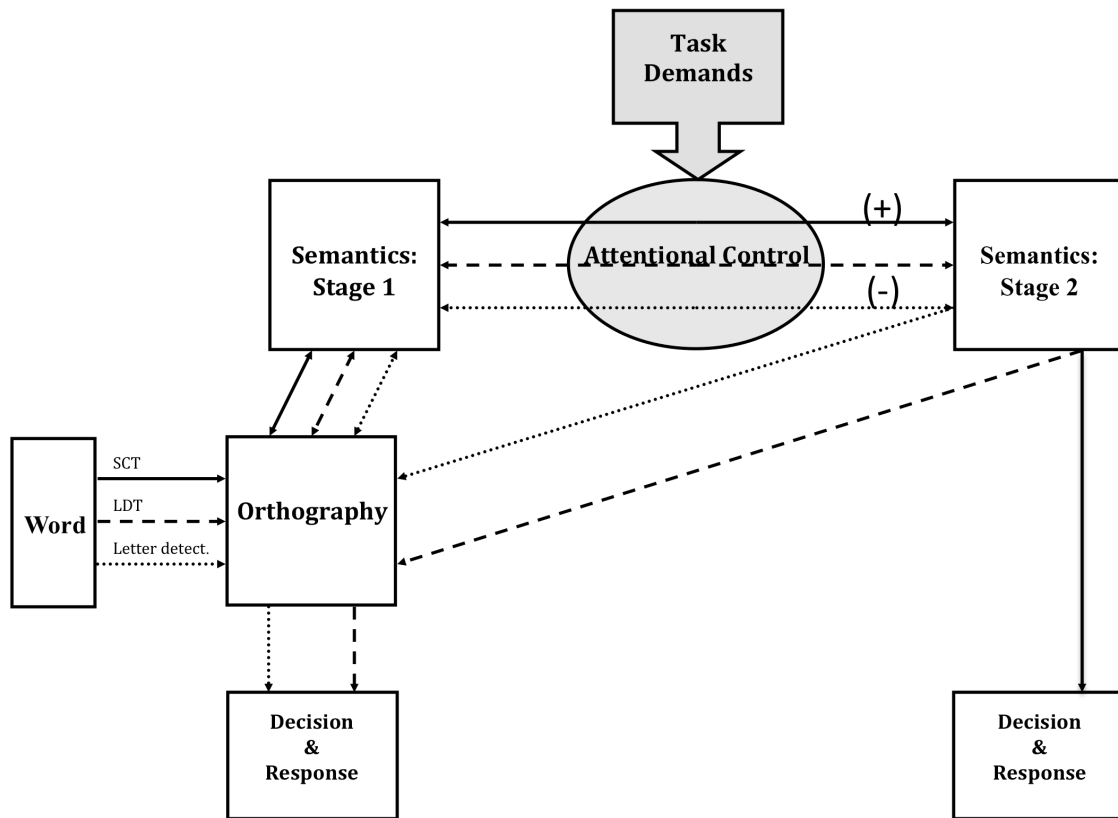 Task
Demands
(+)
Semantics:
Stage 1
Attentional Control
Semantics:
Stage 2
(-)
SCT
LDT
Letter detect.
Word
Orthography
Decision
&
Response
Decision
&
Response